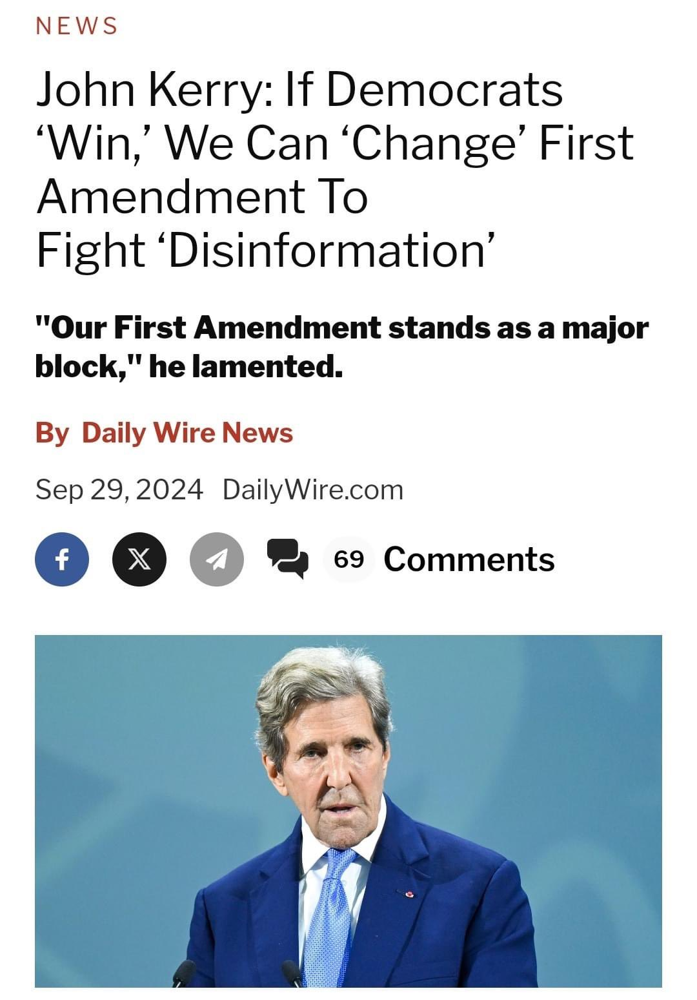 NEWS
John Kerry: If Democrats
‘Win,’ We Can ‘Change’ First
Amendment To
Fight ‘Disinformation’
"Our First Amendment stands as a major
block," he lamented.
By Daily Wire News
Sep 29, 2024 DailyWire.com
69 Comments